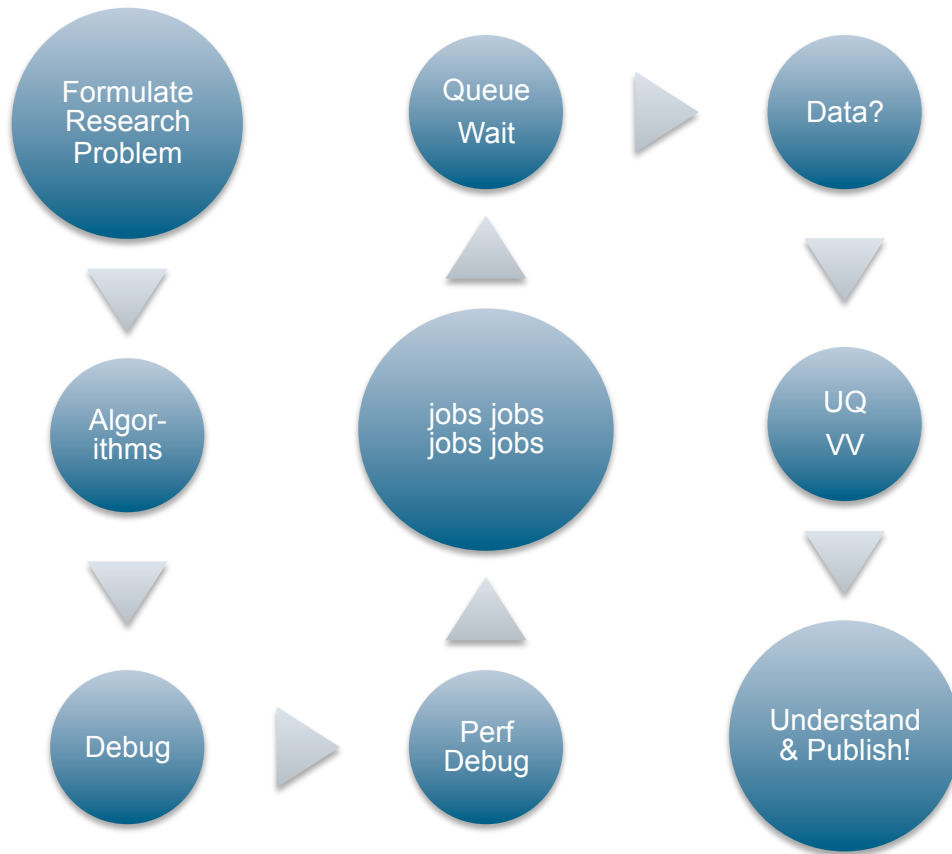 Formulate
Research
Problem
Algor-
ithms
Debug
Perf
Debug
jobs jobs
jobs jobs
Queue
Wait
Data?
UQ
VV
Understand
& Publish!